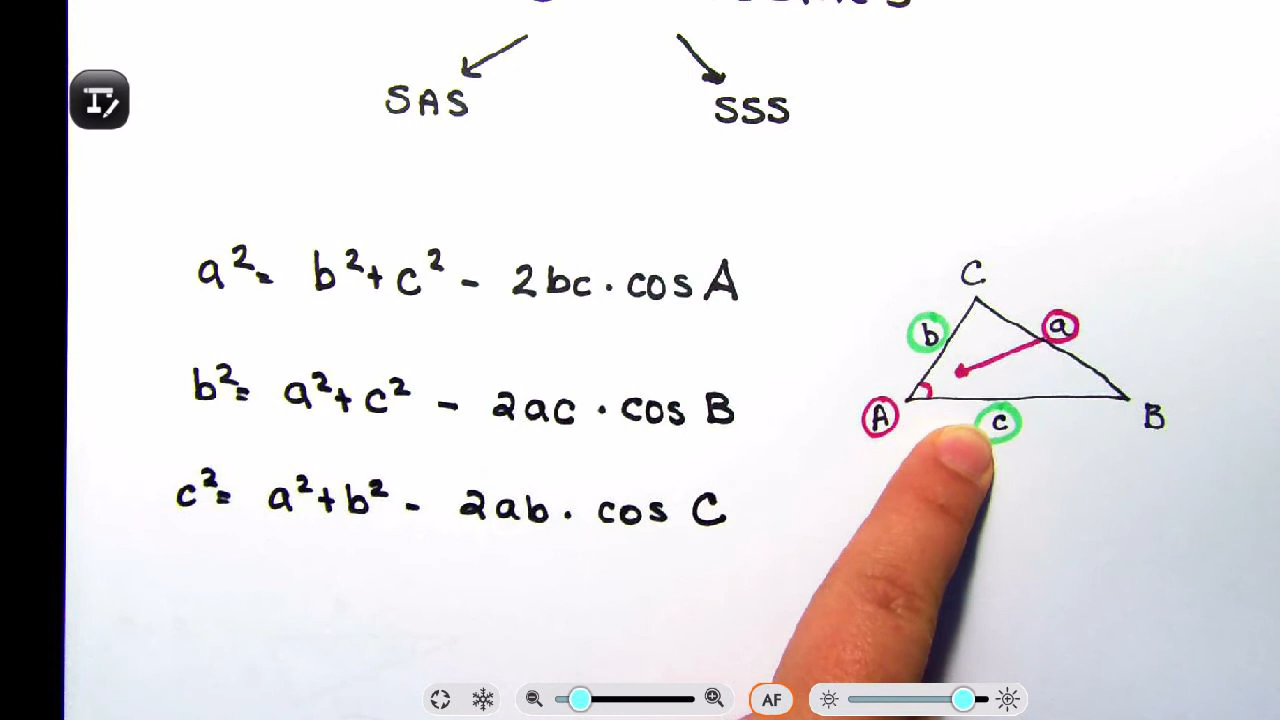 SAS SSS
a²= b²+c² - 2bc·cos A
b²= a²+c² - 2ac·cos B
c²= a²+b² - 2ab·cos C
C
b a
A c B
AF